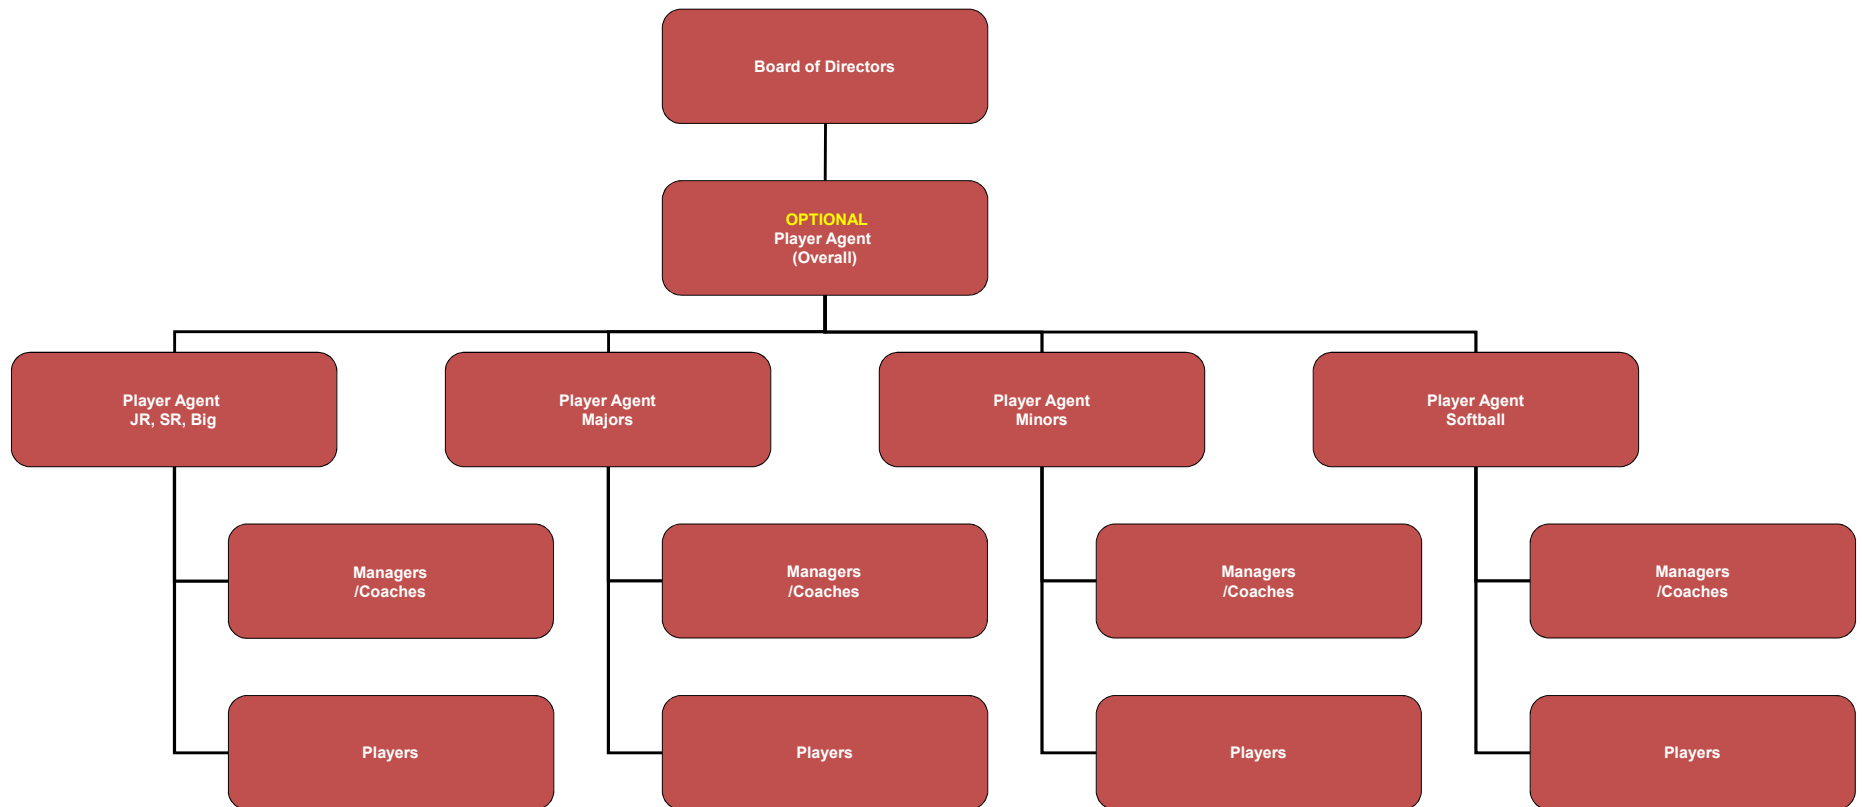 Board of Directors
OPTIONAL
Player Agent
(Overall)
Player Agent
JR, SR, Big
Player Agent
Majors
Player Agent
Minors
Player Agent
Softball
Managers
/Coaches
Managers
/Coaches
Managers
/Coaches
Managers
/Coaches
Players
Players
Players
Players